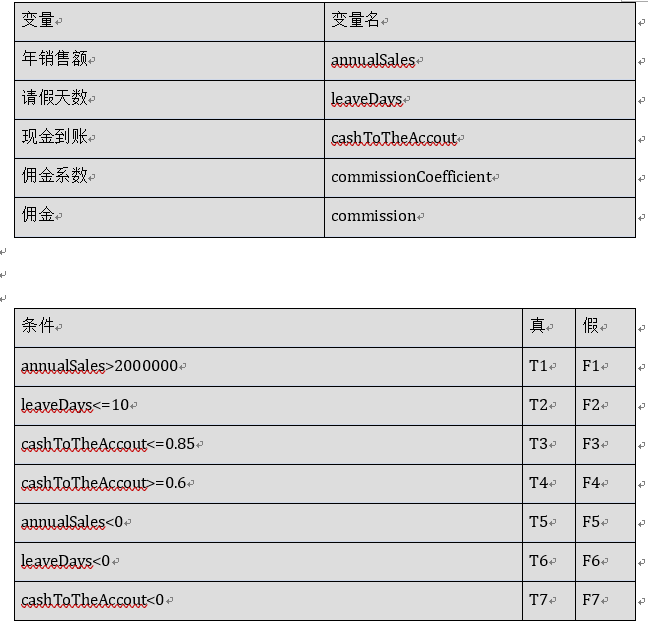 变量 变量名
年销售额 annualSales
请假天数 leaveDays
现金到账 cashToTheAccout
佣金系数 commissionCoefficient
佣金 commission
条件 真 假
annualSales>2000000 T1 F1
leaveDays<=10 T2 F2
cashToTheAccout<=0.85 T3 F3
cashToTheAccout>=0.6 T4 F4
annualSales<0 T5 F5
leaveDays<0 T6 F6
cashToTheAccout<0 T7 F7